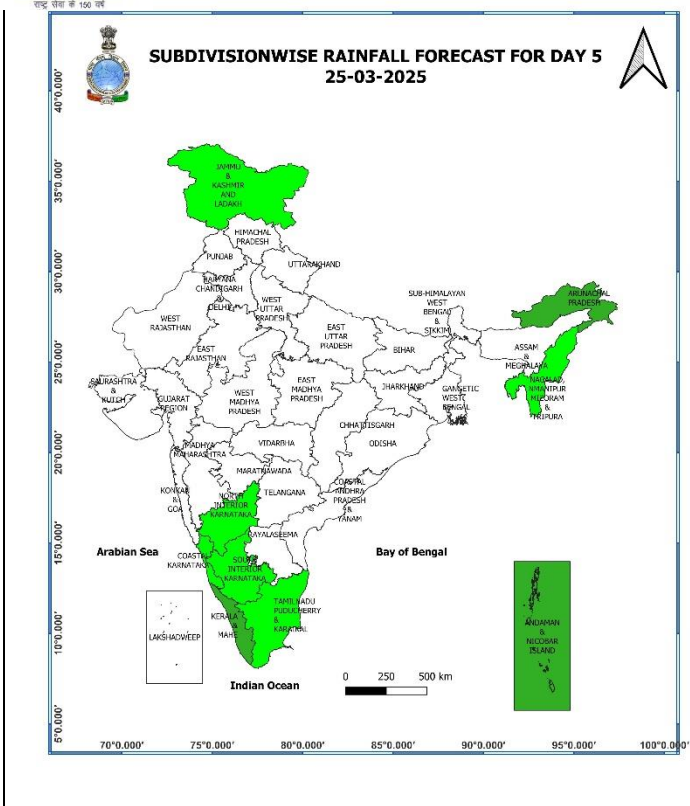 राष्ट्र सेवा के 150 वर्ष
SUBDIVISIONWISE RAINFALL FORECAST FOR DAY 5
25-03-2025
40°0.000'
35°0.000'
30°0.000'
25°0.000'
20°0.000'
15°0.000'
10°0.000'
5°0.000'
JAMMU
&
KASHMIR
AND
LADAKH
HIMACHAL
PRADESH
PUNJAB
UTTARAKHAND
HARYANA
CHANDIGARH
&
DELHI
WEST
UTTAR
PRADESH
WEST
RAJASTHAN
EAST
RAJASTHAN
EAST
UTTAR
PRADESH
SUB-HIMALAYAN
WEST
BENGAL
&
SIKKIM
ARUNACHAL
PRADESH
ASSAM
&
MEGHALAYA
NAGALAD,
NMANIPUR
MIZORAM
&
TRIPURA
BIHAR
SAURASHTRA
&
KUTCH
GUJARAT
REGION
WEST
MADHYA
PRADESH
EAST
MADHYA
PRADESH
JHARKHAND
GANGETIC
WEST
BENGAL
CHHATTISGARH
ODISHA
MADHYA
MAHARASHTRA
VIDARBHA
MARATHAWADA
KONKAN
&
GOA
NORTH
INTERIOR
KARNATAKA
TELANGANA
COASTAL
ANDHRA
PRADESH
&
YANAM
RAYALASEEMA
Arabian Sea
Bay of Bengal
COASTAL
KARNATAKA
SOUTH
INTERIOR
KARNATAKA
TAMILNADU
PUDUCHERRY
&
KARAIKAL
KERALA
&
MAHE
LAKSHADWEEP
ANDAMAN
&
NICOBAR
ISLAND
Indian Ocean
0 250 500 km
70°0.000' 75°0.000' 80°0.000' 85°0.000' 90°0.000' 95°0.000' 100°0.000'